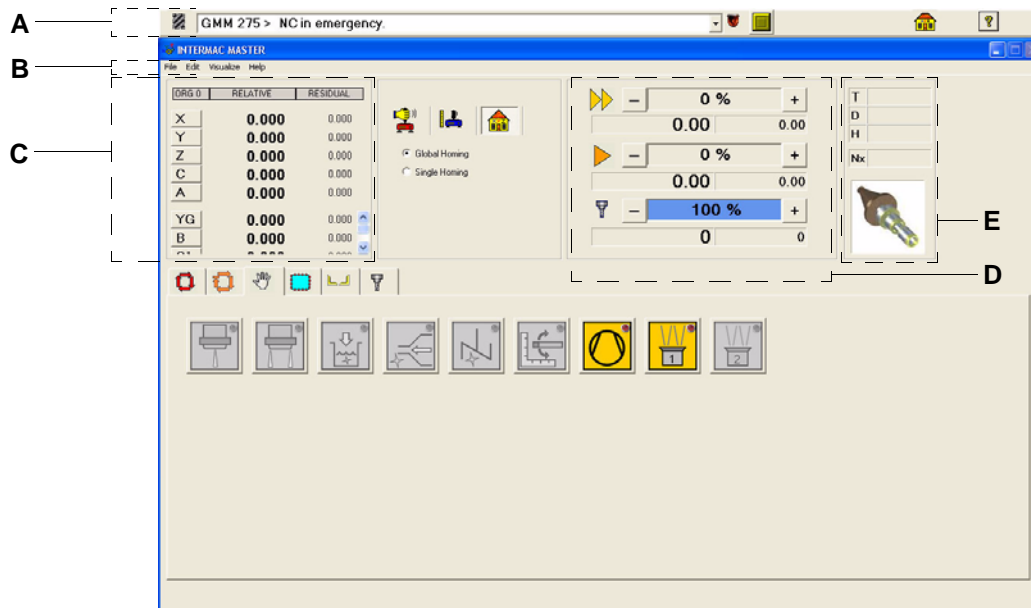 A
GMM 275 > NC in emergency.
?
INTERMAC MASTER
B
File Edit Visualize Help
C
ORG 0 RELATIVE RESIDUAL
X 0.000 0.000
Y 0.000 0.000
Z 0.000 0.000
C 0.000 0.000
A 0.000 0.000
YG 0.000 0.000
B 0.000 0.000
Global Homing
Single Homing
− 0 % +
0.00 0.00
− 0 % +
0.00 0.00
− 100 % +
0 0
D
T
D
H
Nx
E
1
2